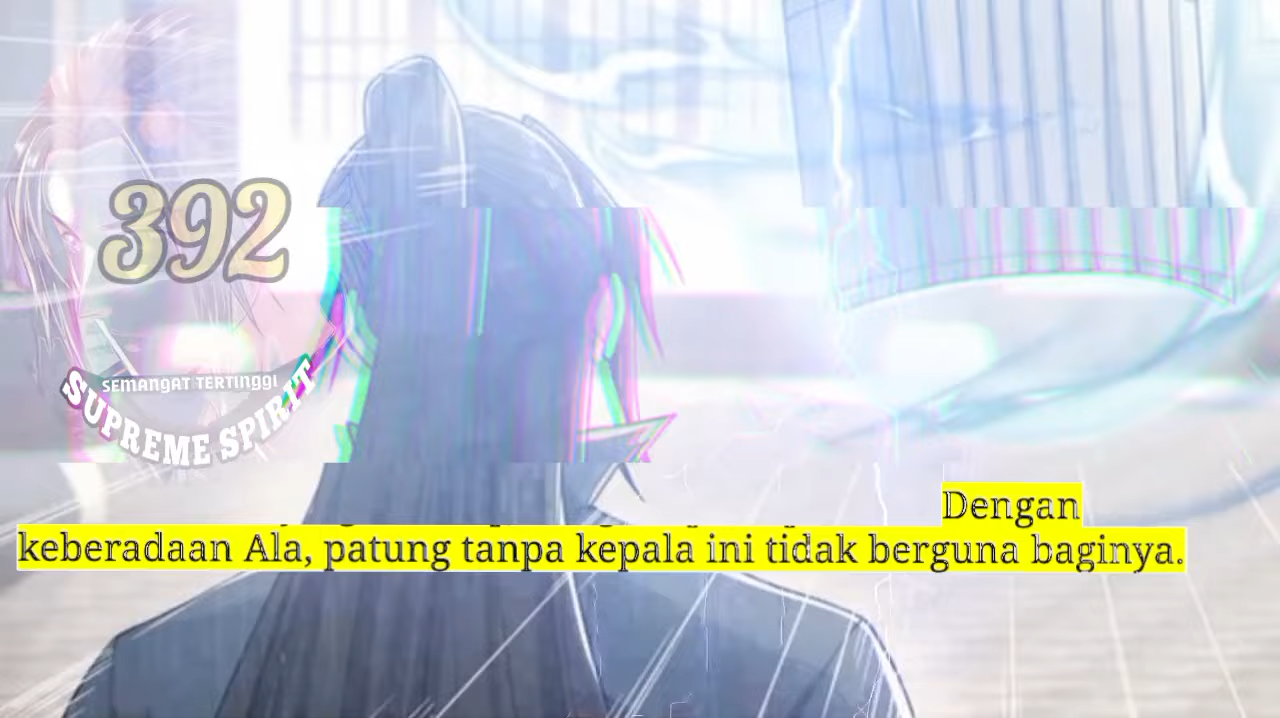 392
SEMANGAT TERTINGGI
SUPREME SPIRIT
Dengan
keberadaan Ala, patung tanpa kepala ini tidak berguna baginya.